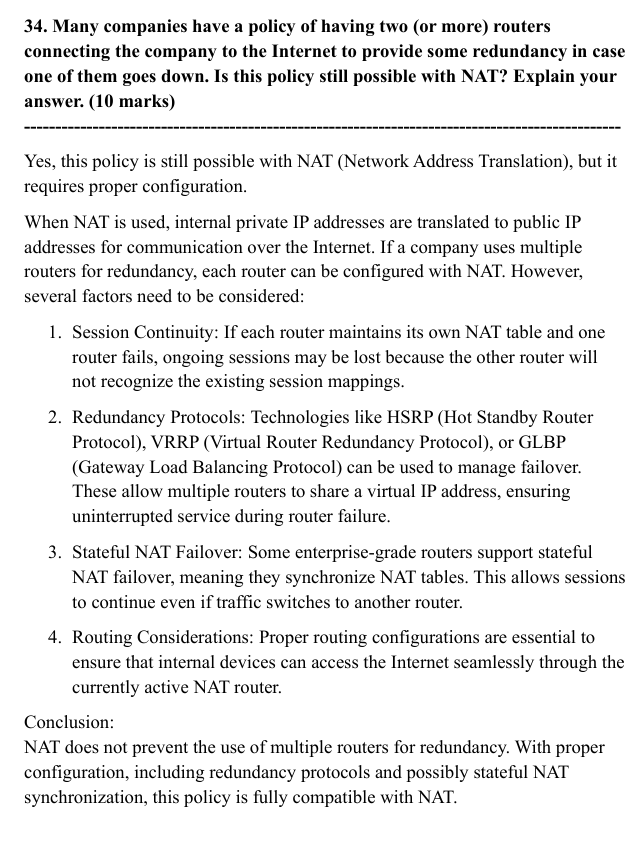 34. Many companies have a policy of having two (or more) routers
connecting the company to the Internet to provide some redundancy in case
one of them goes down. Is this policy still possible with NAT? Explain your
answer. (10 marks)
---------------------------------------------------------------------------------------------------
Yes, this policy is still possible with NAT (Network Address Translation), but it
requires proper configuration.
When NAT is used, internal private IP addresses are translated to public IP
addresses for communication over the Internet. If a company uses multiple
routers for redundancy, each router can be configured with NAT. However,
several factors need to be considered:
1. Session Continuity: If each router maintains its own NAT table and one
router fails, ongoing sessions may be lost because the other router will
not recognize the existing session mappings.
2. Redundancy Protocols: Technologies like HSRP (Hot Standby Router
Protocol), VRRP (Virtual Router Redundancy Protocol), or GLBP
(Gateway Load Balancing Protocol) can be used to manage failover.
These allow multiple routers to share a virtual IP address, ensuring
uninterrupted service during router failure.
3. Stateful NAT Failover: Some enterprise-grade routers support stateful
NAT failover, meaning they synchronize NAT tables. This allows sessions
to continue even if traffic switches to another router.
4. Routing Considerations: Proper routing configurations are essential to
ensure that internal devices can access the Internet seamlessly through the
currently active NAT router.
Conclusion:
NAT does not prevent the use of multiple routers for redundancy. With proper
configuration, including redundancy protocols and possibly stateful NAT
synchronization, this policy is fully compatible with NAT.